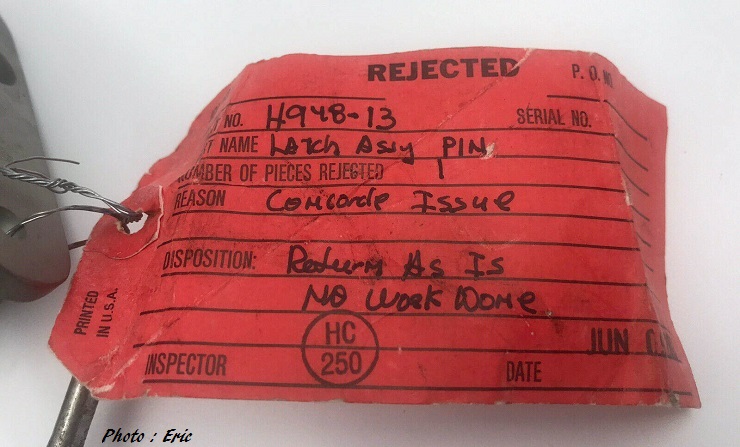 REJECTED P. O.
NO. H948-13 SERIAL NO.
NAME LATCH Assy PIN
NUMBER OF PIECES REJECTED 1
REASON Concorde Issue
DISPOSITION: Return As Is
NO WORK DONE
PRINTED
IN U.S.A.
HC
250
JUN
INSPECTOR DATE
Photo : Eric